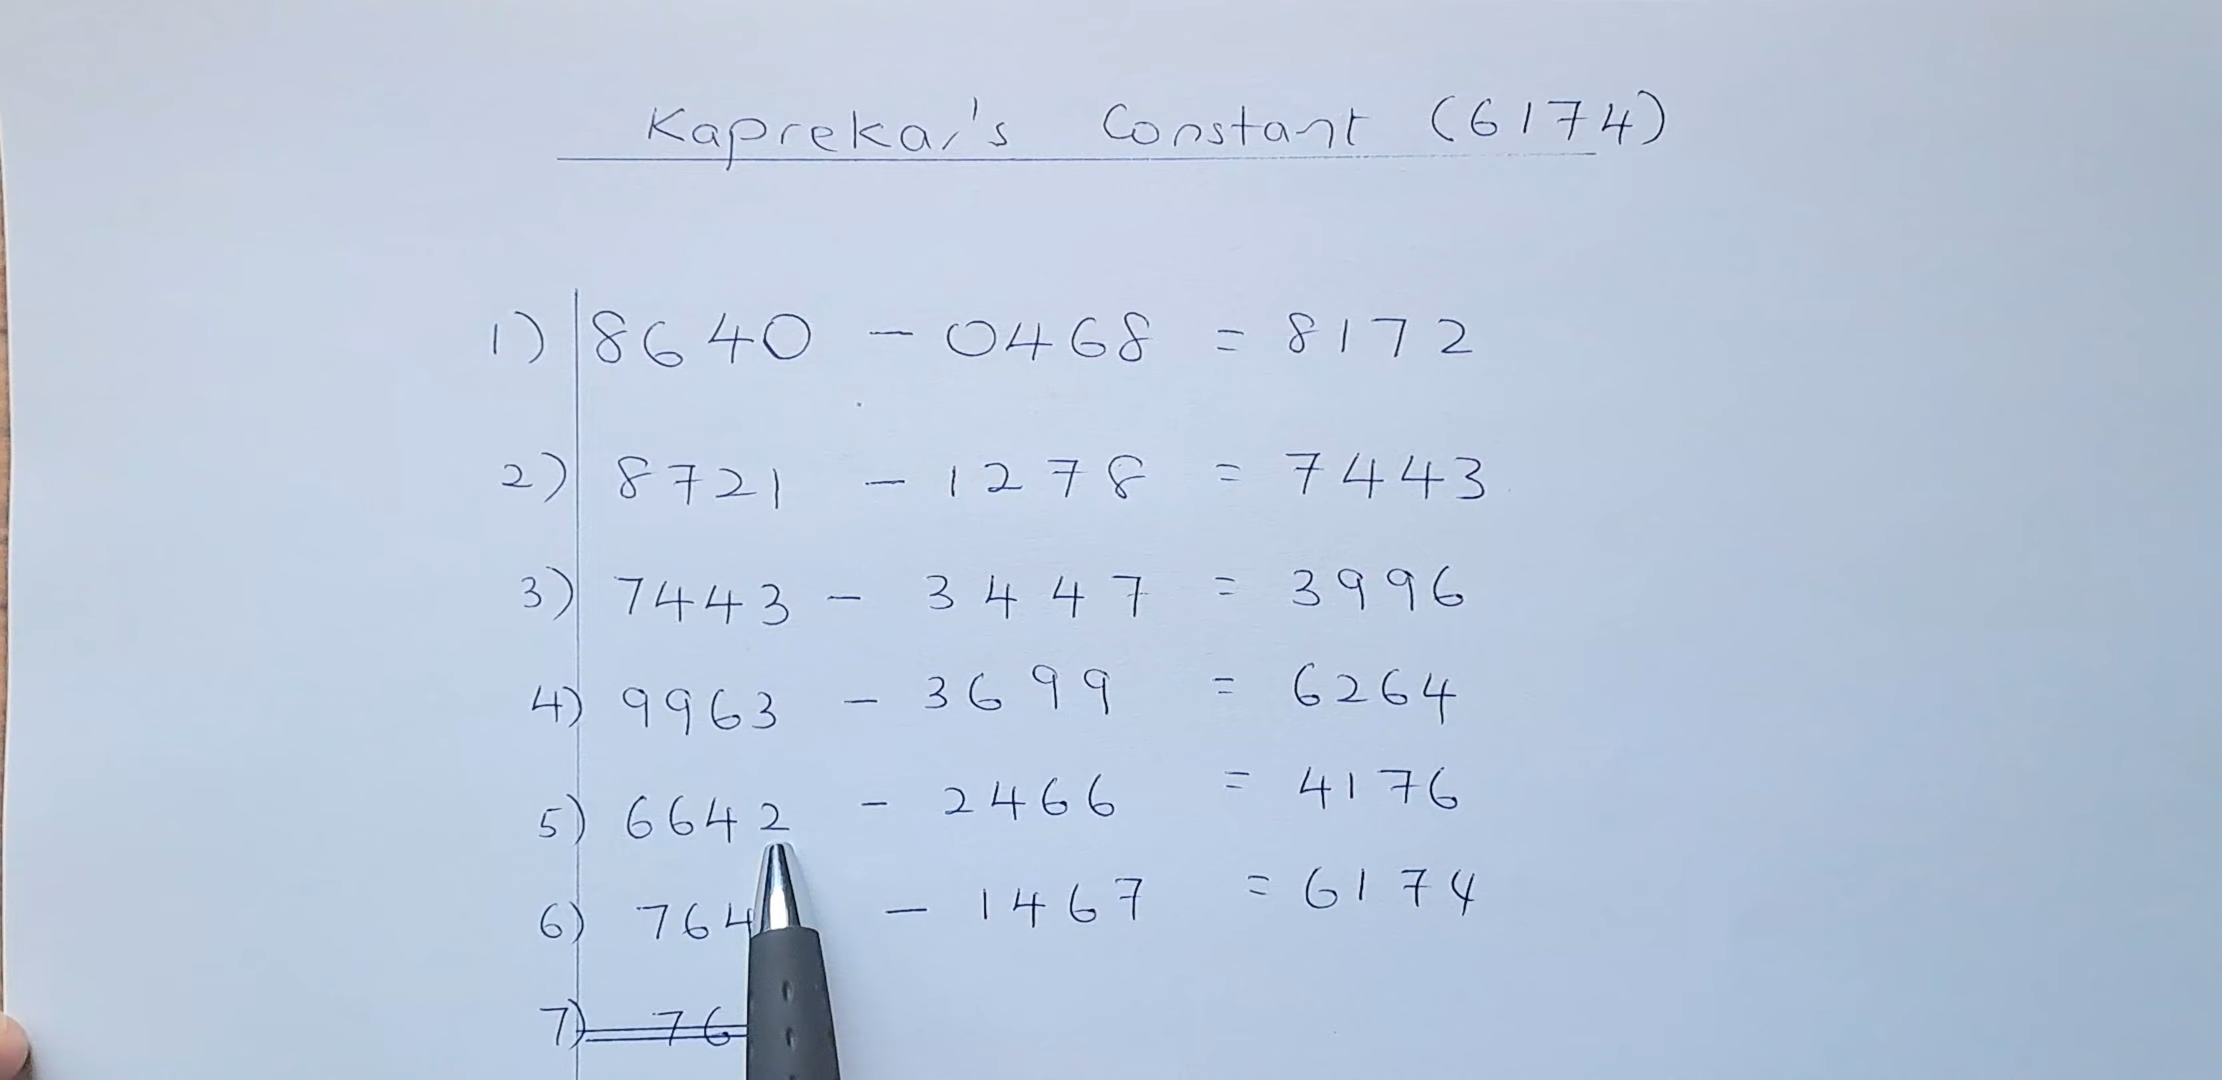 Kaprekar's Constant (6174)
1) 8640 - 0468 = 8172
2) 8721 - 1278 = 7443
3) 7443 - 3447 = 3996
4) 9963 - 3699 = 6264
5) 6642 - 2466 = 4176
6) 764 - 1467 = 6174
7) 76